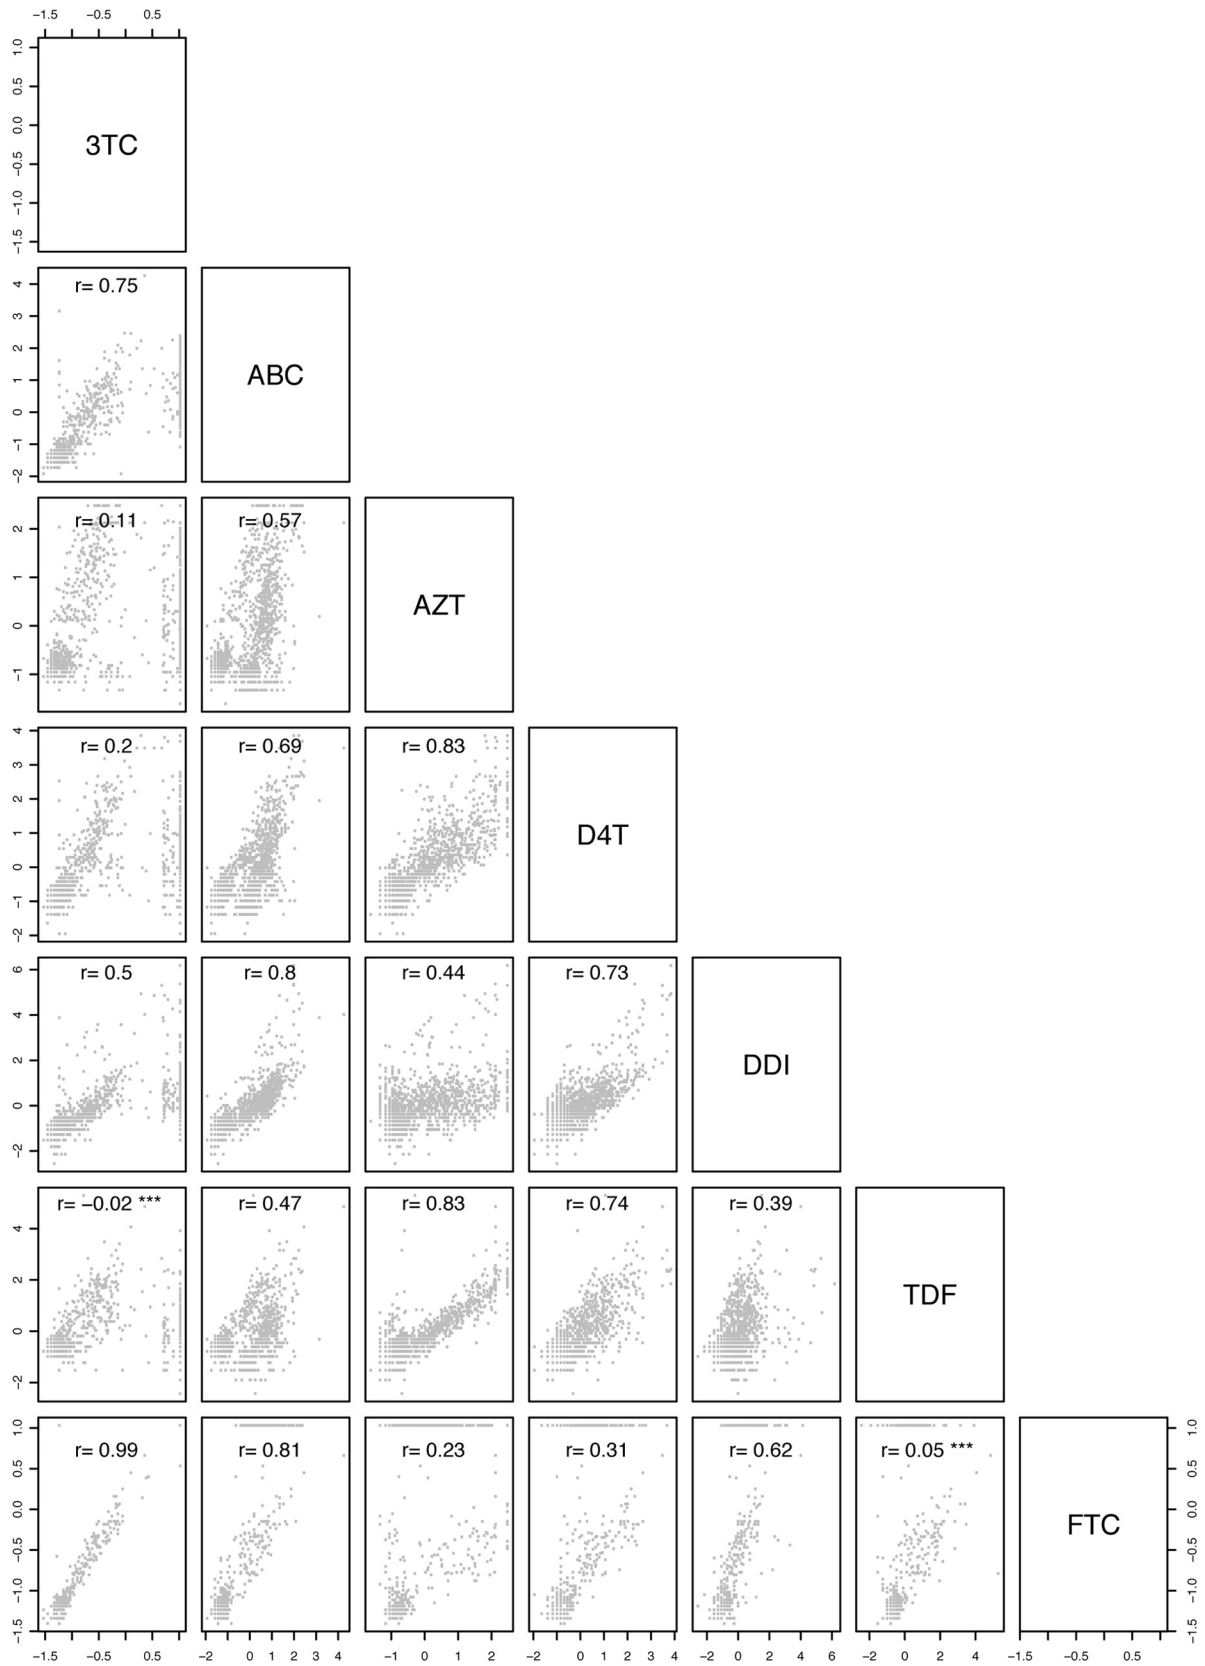 −1.5 −0.5 0.5
1.0
0.5
0.0
−0.5
−1.0
−1.5
3TC
4
3
2
1
0
−1
−2
r= 0.75
ABC
2
1
0
−1
r= 0.11
r= 0.57
AZT
4
3
2
1
0
−1
−2
r= 0.2
r= 0.69
r= 0.83
D4T
6
4
2
0
−2
r= 0.5
r= 0.8
r= 0.44
r= 0.73
DDI
4
2
0
−2
r= −0.02 ***
r= 0.47
r= 0.83
r= 0.74
r= 0.39
TDF
1.0
0.5
0.0
−0.5
−1.0
−1.5
r= 0.99
r= 0.81
r= 0.23
r= 0.31
r= 0.62
r= 0.05 ***
FTC
1.0
0.5
0.0
−0.5
−1.0
−1.5
−1.5 −0.5 0.5
−2 −1 0 1 2 3 4
−1 0 1 2
−2 −1 0 1 2 3 4
−2 0 2 4 6
−2 0 2 4
−1.5 −0.5 0.5